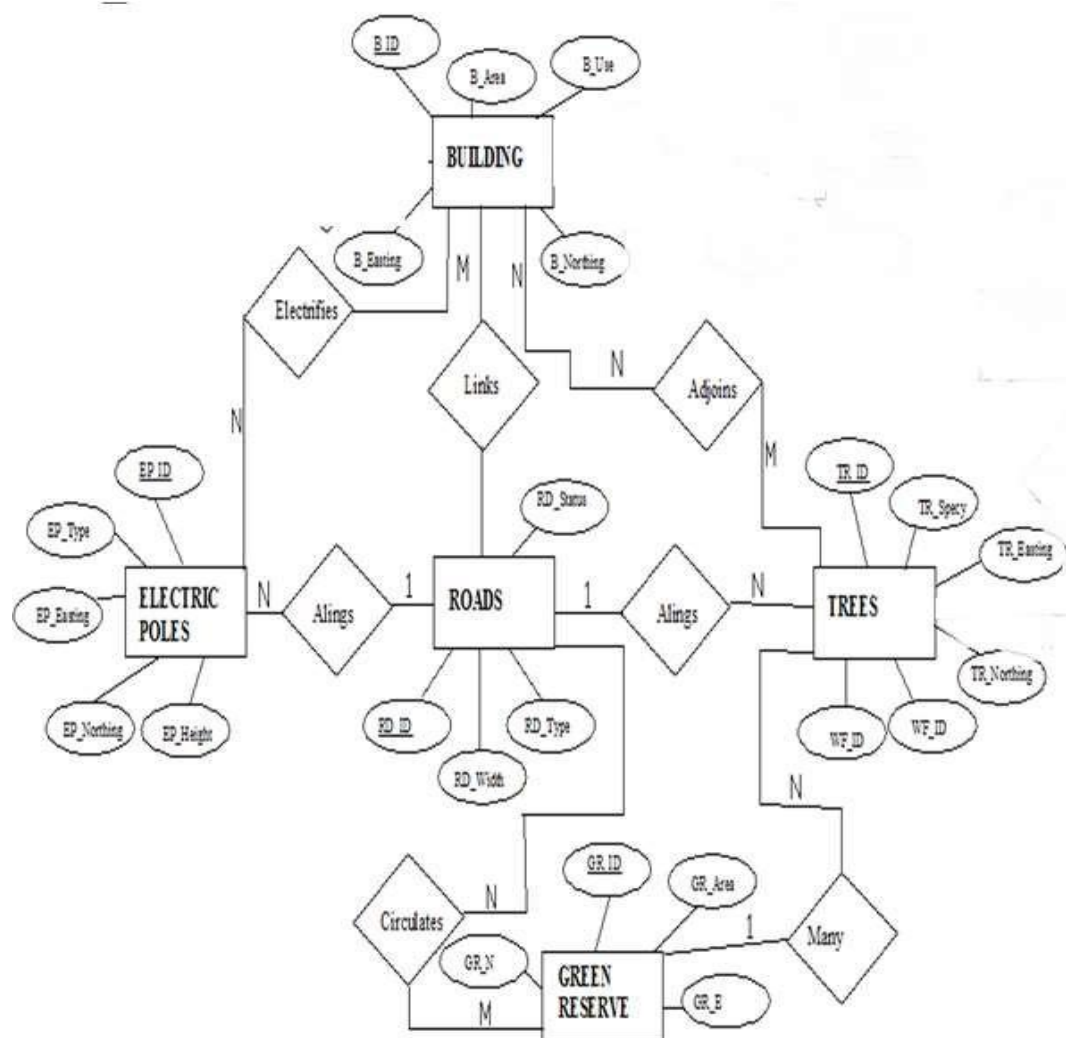 B_ID
B_Area
B_Use
BUILDING
B_Easting
B_Northing
M
N
Electrifies
Links
N
Adjoins
N
M
EP_ID
TR_ID
RD_Status
TR_Specy
EP_Type
TR_Easting
ELECTRIC
POLES
N
Alings
1
ROADS
1
Alings
N
TREES
EP_Easting
TR_Northing
EP_Northing
EP_Height
RD_ID
RD_Type
WF_ID
WF_ID
RD_Width
N
GR_ID
GR_Area
Circulates
N
1
Many
GR_N
GREEN
RESERVE
GR_E
M